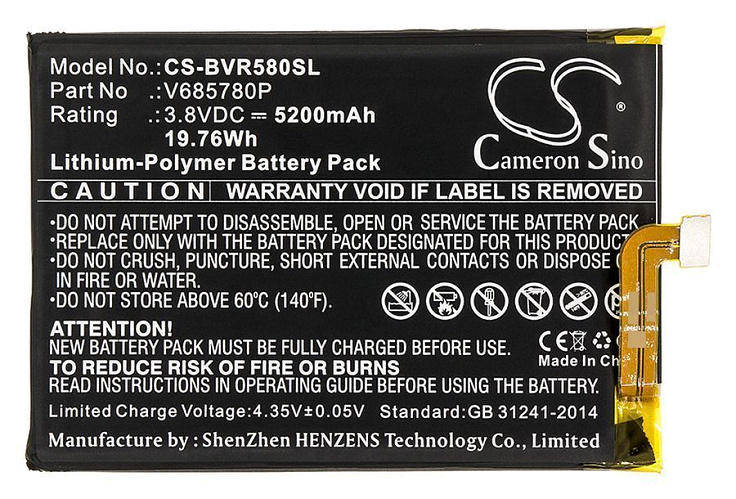 Model No.: CS-BVR580SL
Part No. : V685780P
Rating : 3.8VDC ⎓ 5200mAh
19.76Wh
Lithium-Polymer Battery Pack
CS
®
Cameron Sino
CAUTION WARRANTY VOID IF LABEL IS REMOVED
•DO NOT ATTEMPT TO DISASSEMBLE, OPEN OR SERVICE THE BATTERY PACK
•REPLACE ONLY WITH THE BATTERY PACK DESIGNATED FOR THIS PRODUCT
•DO NOT CRUSH, PUNCTURE, SHORT EXTERNAL CONTACTS OR DISPOSE
IN FIRE OR WATER.
•DO NOT STORE ABOVE 60°C (140°F).
ATTENTION!
NEW BATTERY PACK MUST BE FULLY CHARGED BEFORE FIRST USE
TO REDUCE RISK OF FIRE OR BURNS
READ INSTRUCTIONS OPERATING GUIDE BEFORE USING THE BATTERY.
CE
Made In Ch
Limited Charge Voltage:4.35V±0.05V Standard:GB 31241-2014
Manufacture by : ShenZhen HENZENS Technology Co., Limited